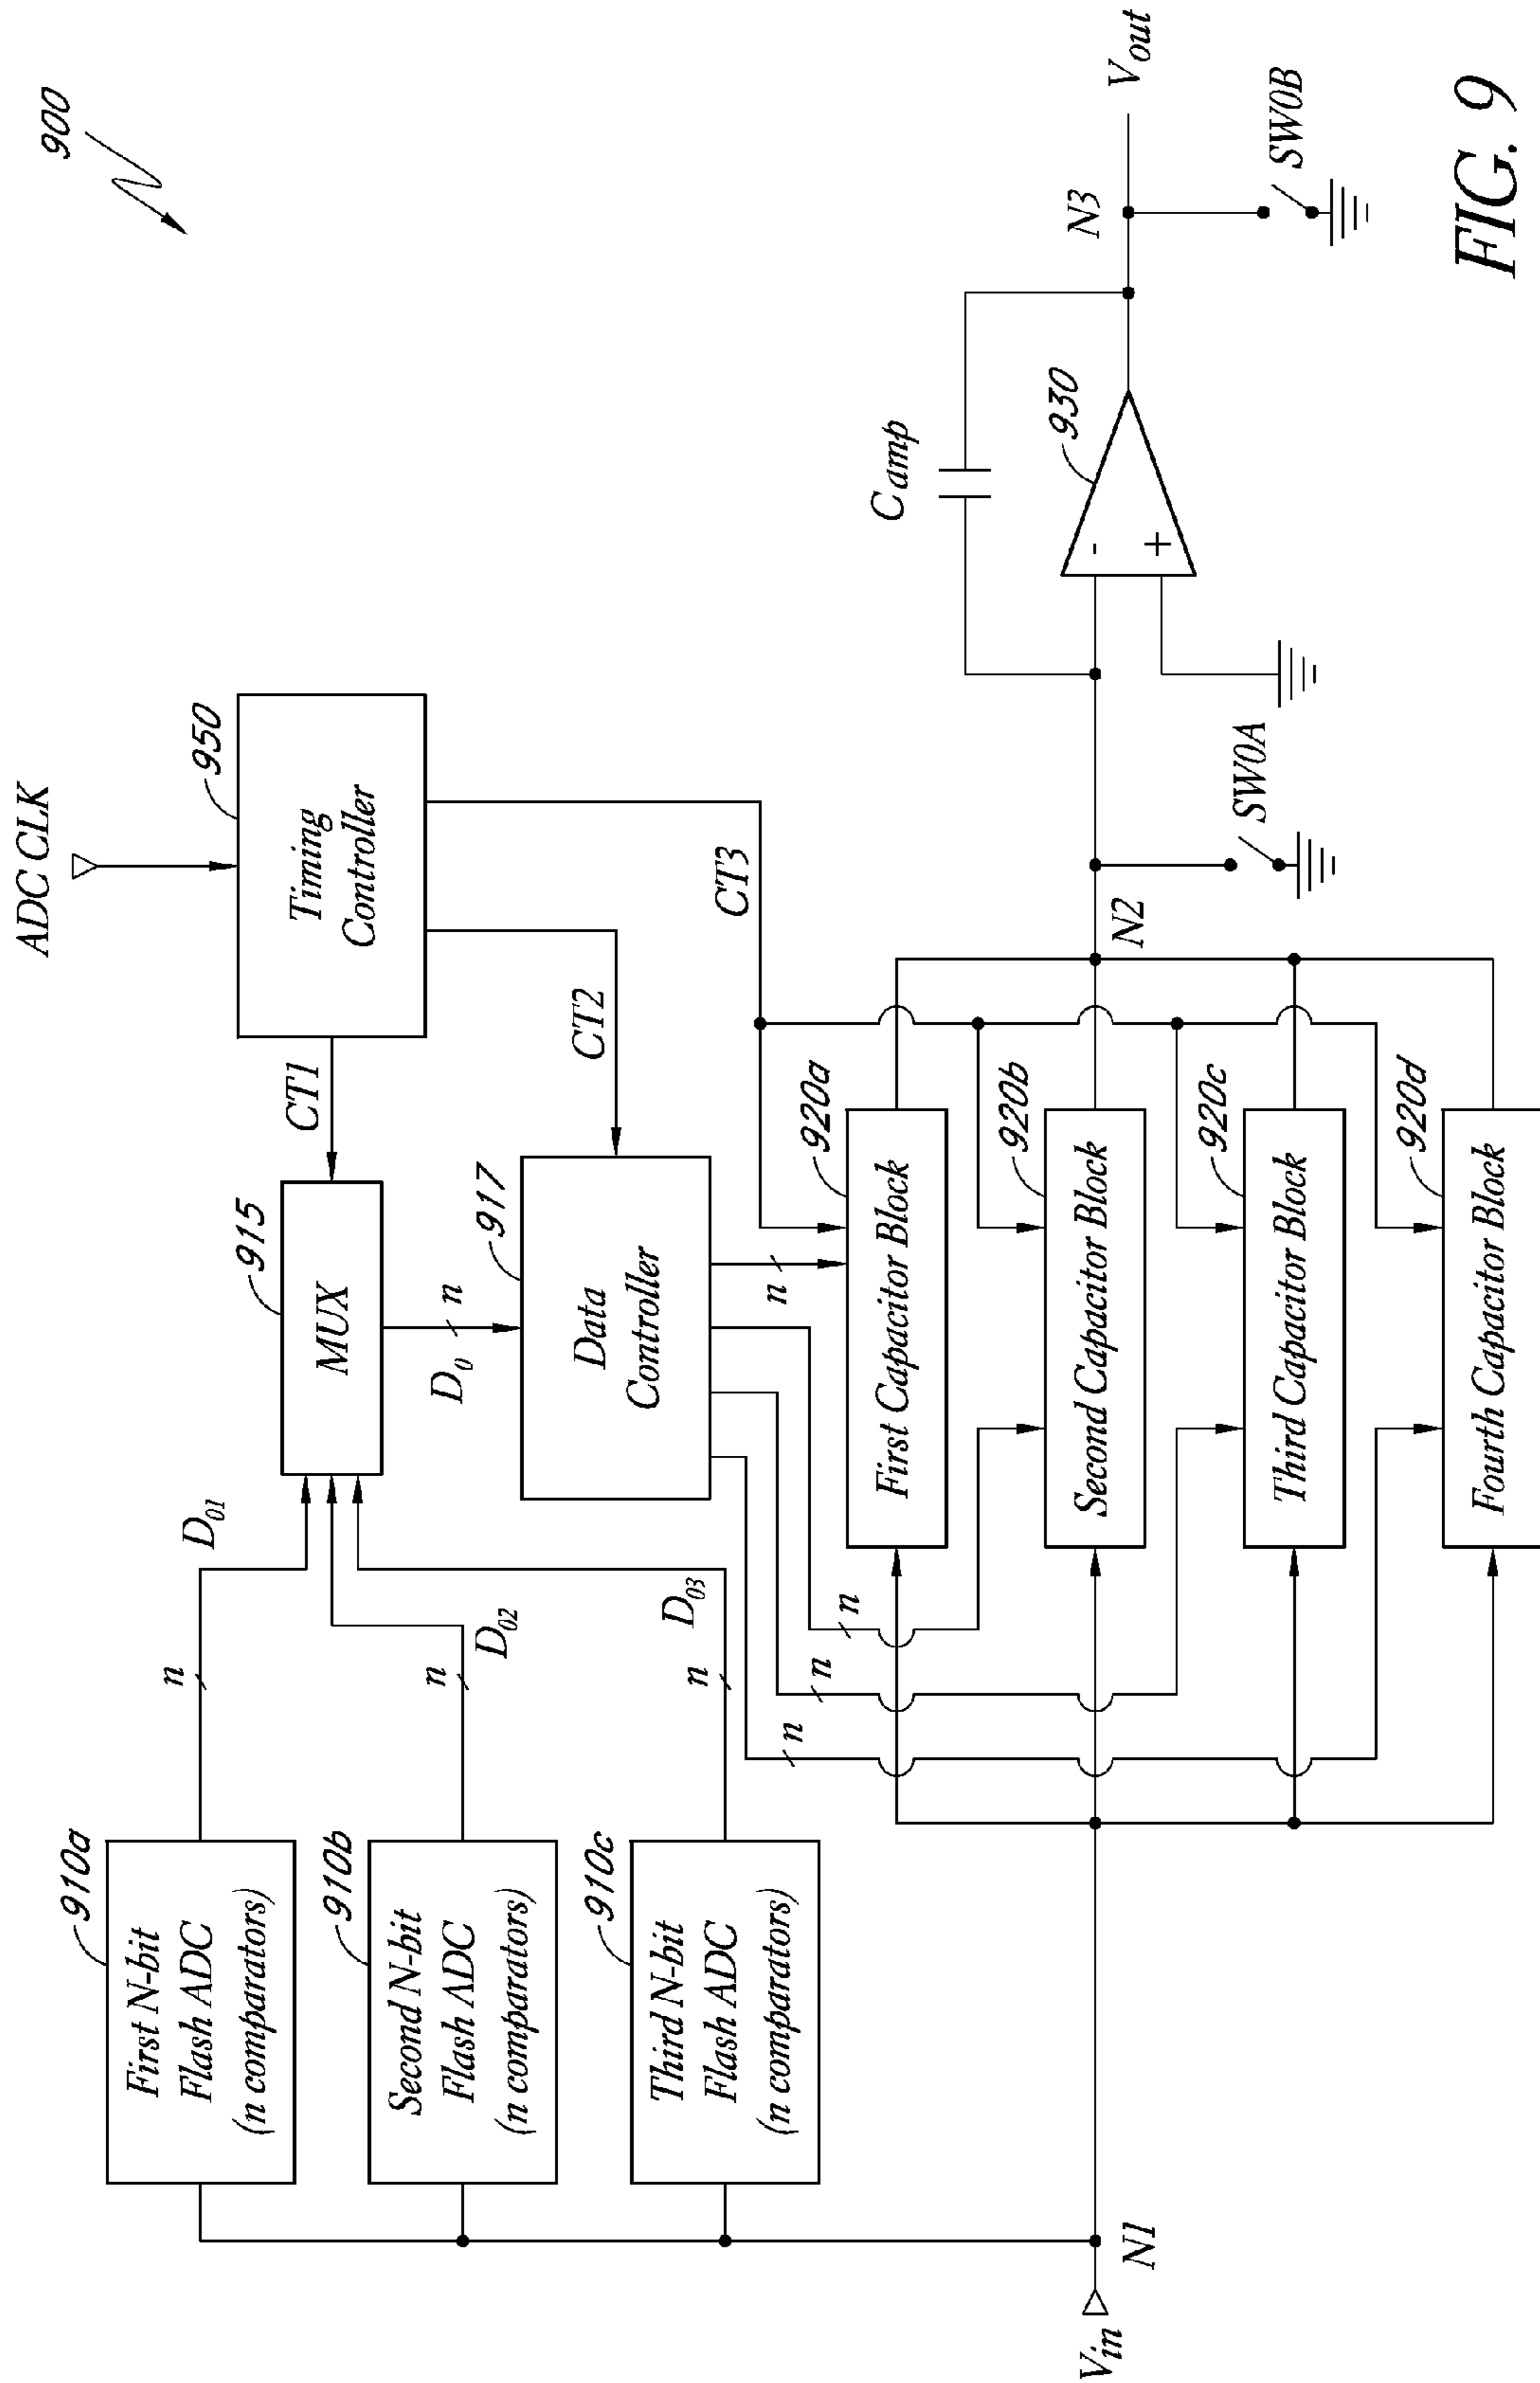 900
ADC CLK
950
Timing
Controller
CT1
CT2
CT3
915
MUX
D01
D02
D03
n
n
n
910a
First N-bit
Flash ADC
(n comparators)
910b
Second N-bit
Flash ADC
(n comparators)
910c
Third N-bit
Flash ADC
(n comparators)
D0
n
917
Data
Controller
n
n
n
n
920a
First Capacitor Block
920b
Second Capacitor Block
920c
Third Capacitor Block
920d
Fourth Capacitor Block
Vin
N1
N2
SW0A
Camp
930
-
+
N3
Vout
SW0B
FIG. 9